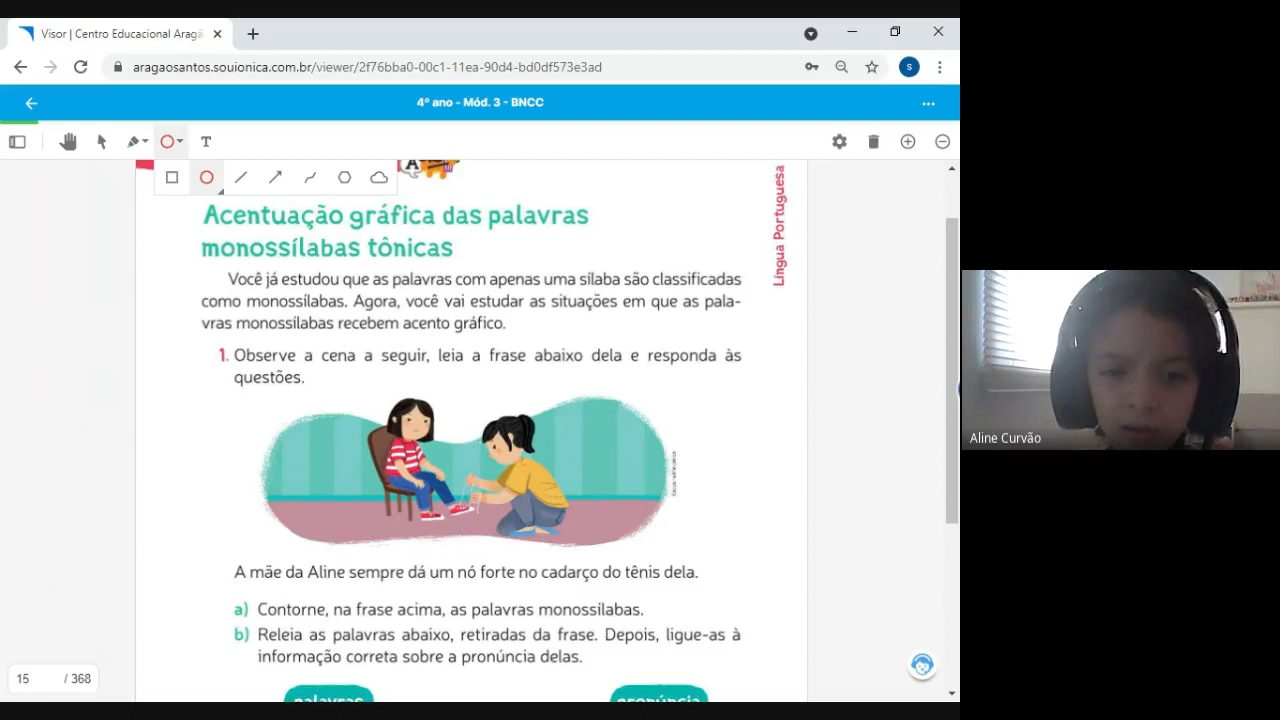 Visor | Centro Educacional Aragã
aragaosantos.souionica.com.br/viewer/2f76bba0-00c1-11ea-90d4-bd0df573e3ad
s
4º ano - Mód. 3 - BNCC
T
A
Língua Portuguesa
Acentuação gráfica das palavras
monossílabas tônicas
Você já estudou que as palavras com apenas uma sílaba são classificadas
como monossílabas. Agora, você vai estudar as situações em que as pala-
vras monossílabas recebem acento gráfico.
1. Observe a cena a seguir, leia a frase abaixo dela e responda às
questões.
A mãe da Aline sempre dá um nó forte no cadarço do tênis dela.
a) Contorne, na frase acima, as palavras monossílabas.
b) Releia as palavras abaixo, retiradas da frase. Depois, ligue-as à
informação correta sobre a pronúncia delas.
palavras
pronúncia
15 / 368
Aline Curvão